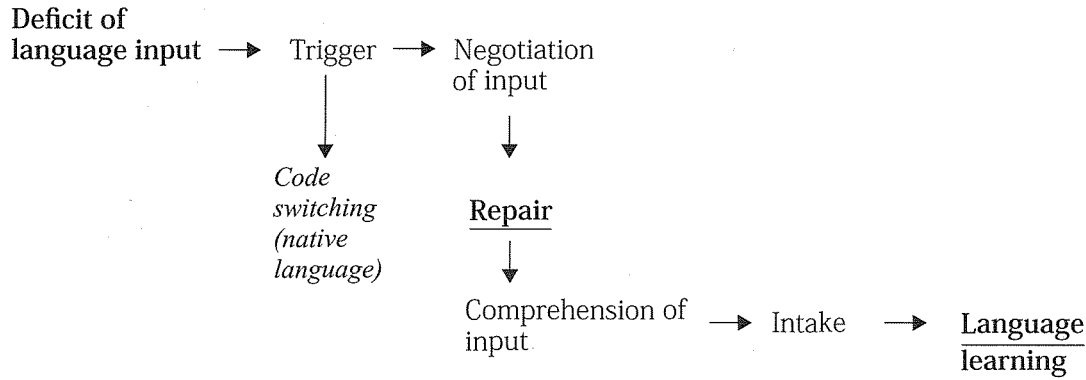 Deficit of
language input
Trigger
Negotiation
of input
Code
switching
(native
language)
Repair
Comprehension of
input
Intake
Language
learning